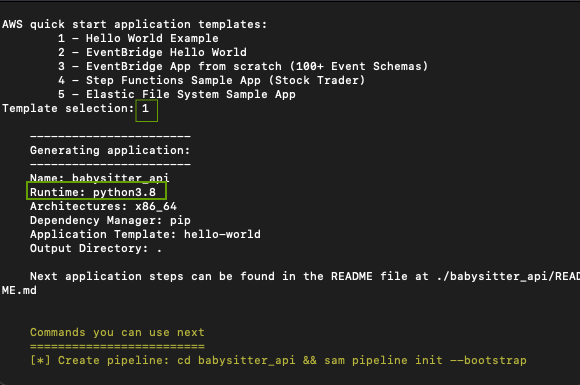 AWS quick start application templates:
1 - Hello World Example
2 - EventBridge Hello World
3 - EventBridge App from scratch (100+ Event Schemas)
4 - Step Functions Sample App (Stock Trader)
5 - Elastic File System Sample App
Template selection: 1
-----------------------
Generating application:
-----------------------
Name: babysitter_api
Runtime: python3.8
Architectures: x86_64
Dependency Manager: pip
Application Template: hello-world
Output Directory: .
Next application steps can be found in the README file at ./babysitter_api/READ
ME.md
Commands you can use next
=========================
[*] Create pipeline: cd babysitter_api && sam pipeline init --bootstrap